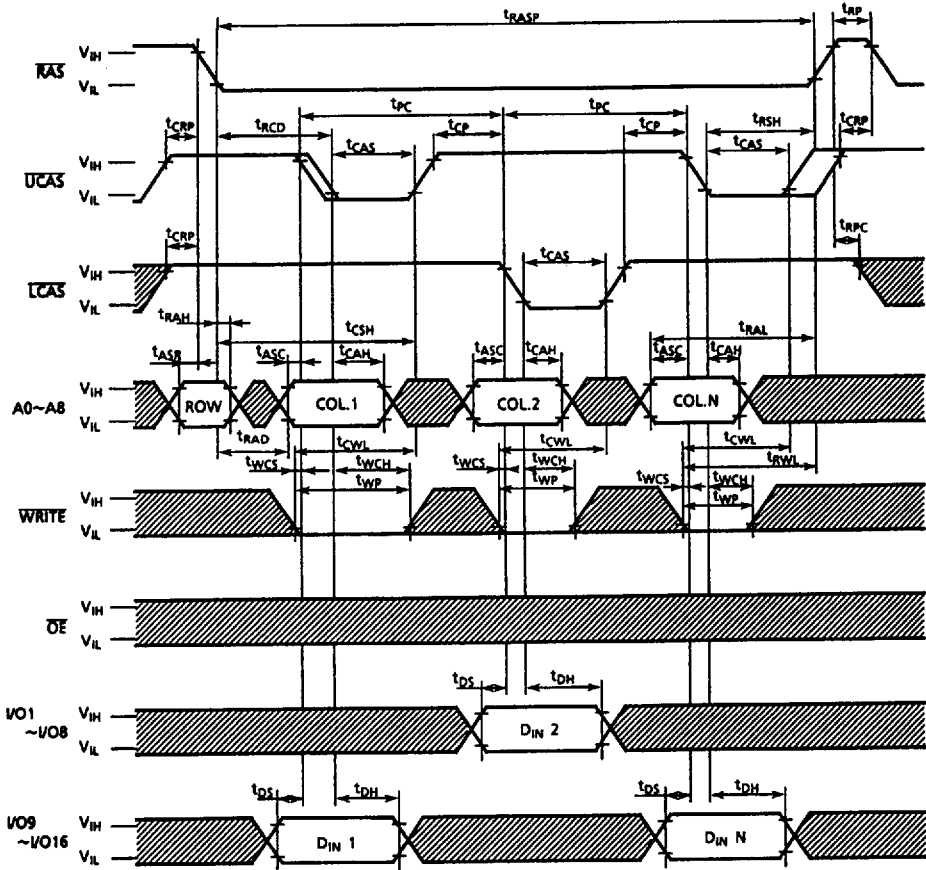 tRASP tRP
RAS VIH
VIL
tPC tPC
tCRP tRCD tCP tCP tRSH tCRP
tCAS tCAS
UCAS VIH
VIL
tCRP tRPC
tCAS
LCAS VIH
VIL
tRAH tCSH tRAL
tASR tASC tCAH tASC tCAH tASC tCAH
A0~A8 VIH
VIL
ROW COL.1 COL.2 COL.N
tRAD tCWL tCWL tCWL
tRWL
tWCS tWCH tWCS tWCH tWCS tWCH
tWP tWP tWP
WRITE VIH
VIL
OE VIH
VIL
tDS tDH
I/O1
~I/O8
VIH
VIL
DIN 2
tDS tDH tDS tDH
I/O9
~I/O16
VIH
VIL
DIN 1 DIN N